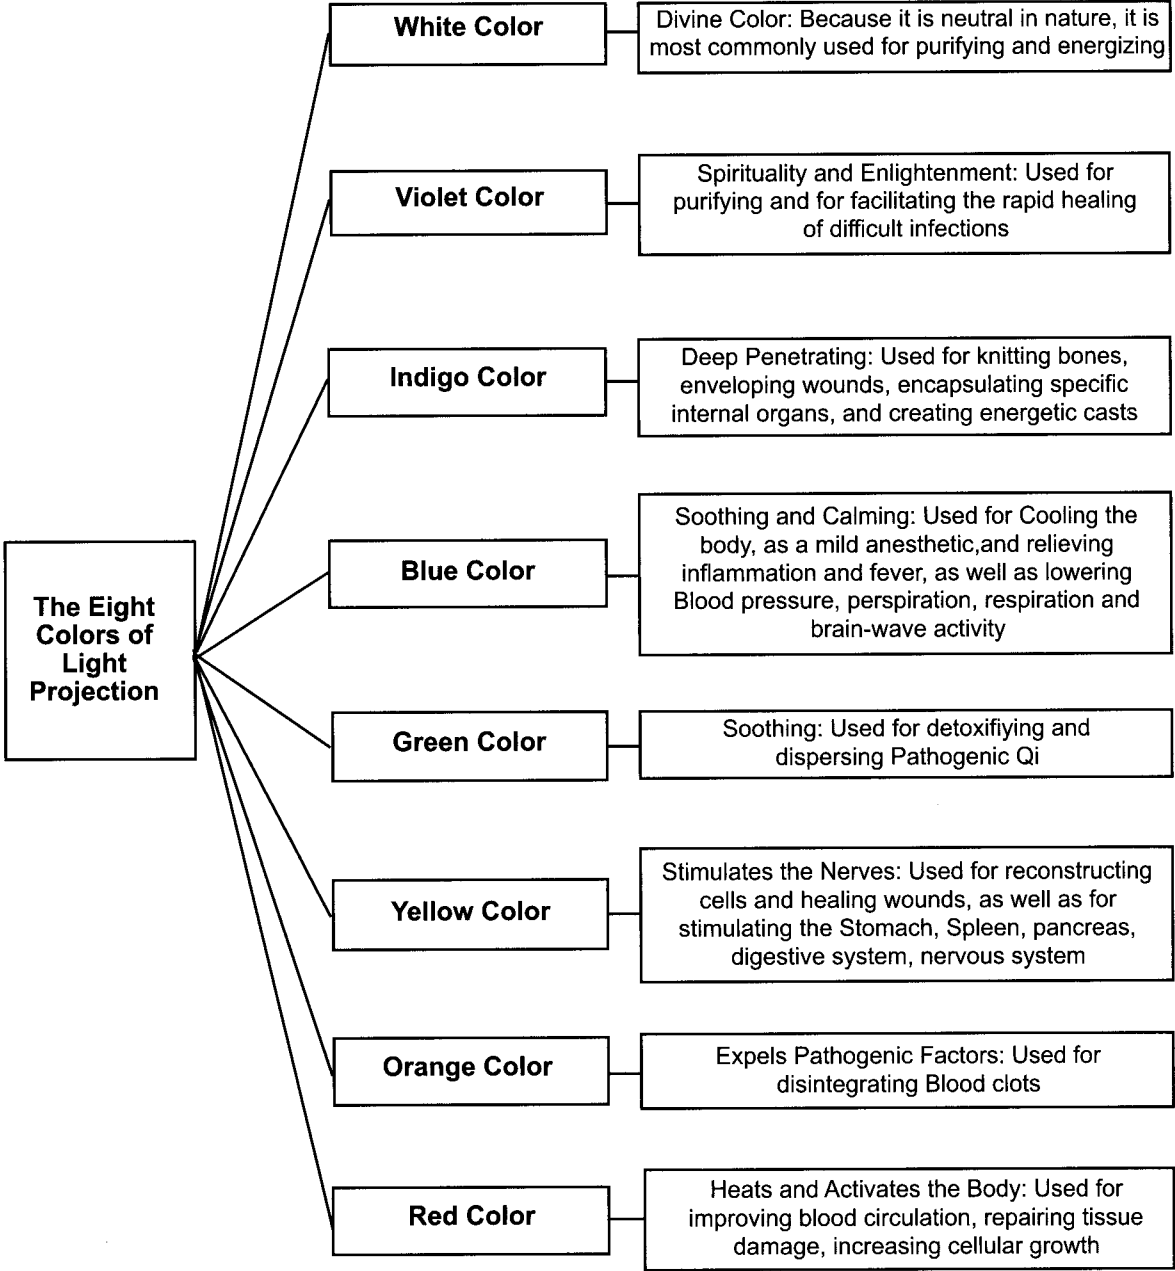 White Color
Divine Color: Because it is neutral in nature, it is
most commonly used for purifying and energizing
Violet Color
Spirituality and Enlightenment: Used for
purifying and for facilitating the rapid healing
of difficult infections
Indigo Color
Deep Penetrating: Used for knitting bones,
enveloping wounds, encapsulating specific
internal organs, and creating energetic casts
The Eight
Colors of
Light
Projection
Blue Color
Soothing and Calming: Used for Cooling the
body, as a mild anesthetic,and relieving
inflammation and fever, as well as lowering
Blood pressure, perspiration, respiration and
brain-wave activity
Green Color
Soothing: Used for detoxifiying and
dispersing Pathogenic Qi
Yellow Color
Stimulates the Nerves: Used for reconstructing
cells and healing wounds, as well as for
stimulating the Stomach, Spleen, pancreas,
digestive system, nervous system
Orange Color
Expels Pathogenic Factors: Used for
disintegrating Blood clots
Red Color
Heats and Activates the Body: Used for
improving blood circulation, repairing tissue
damage, increasing cellular growth